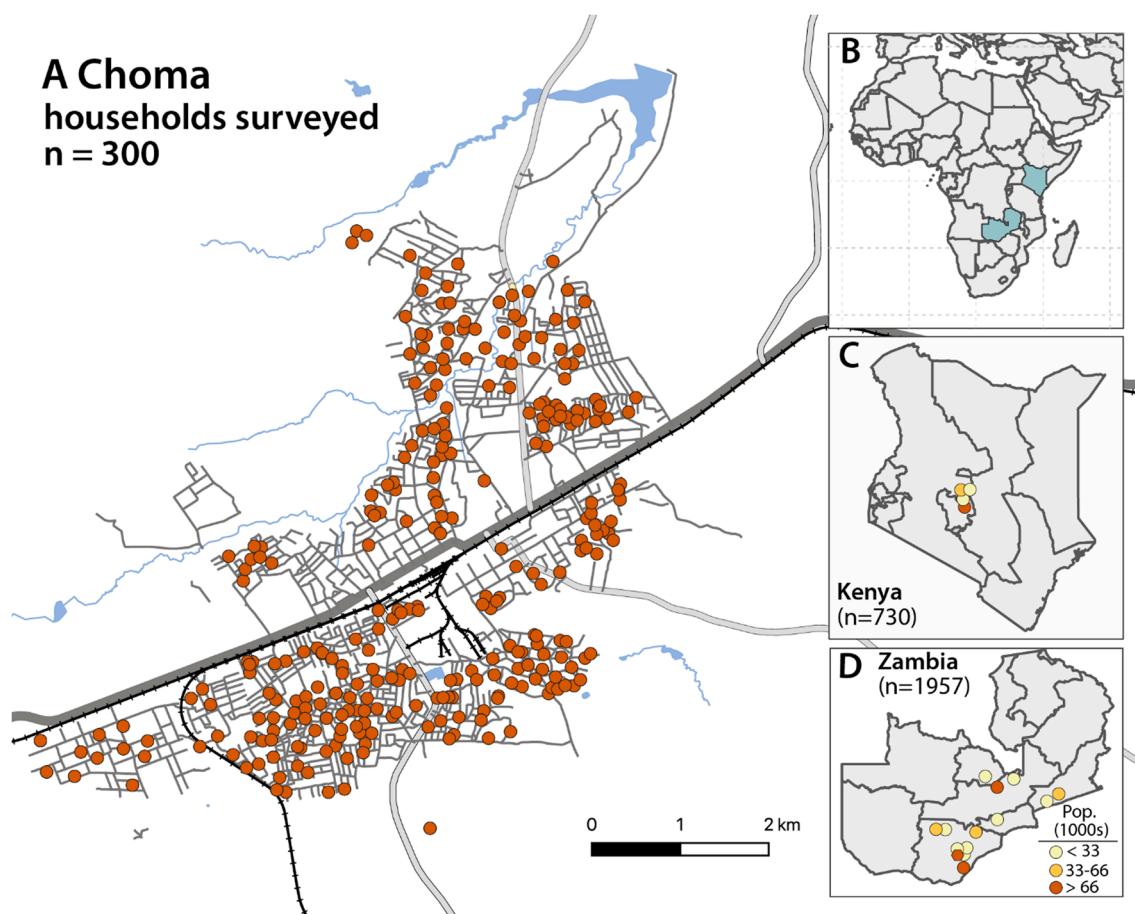 A Choma
households surveyed
n = 300
0 1 2 km
B
C
Kenya
(n=730)
D Zambia
(n=1957)
Pop.
(1000s)
< 33
33-66
> 66